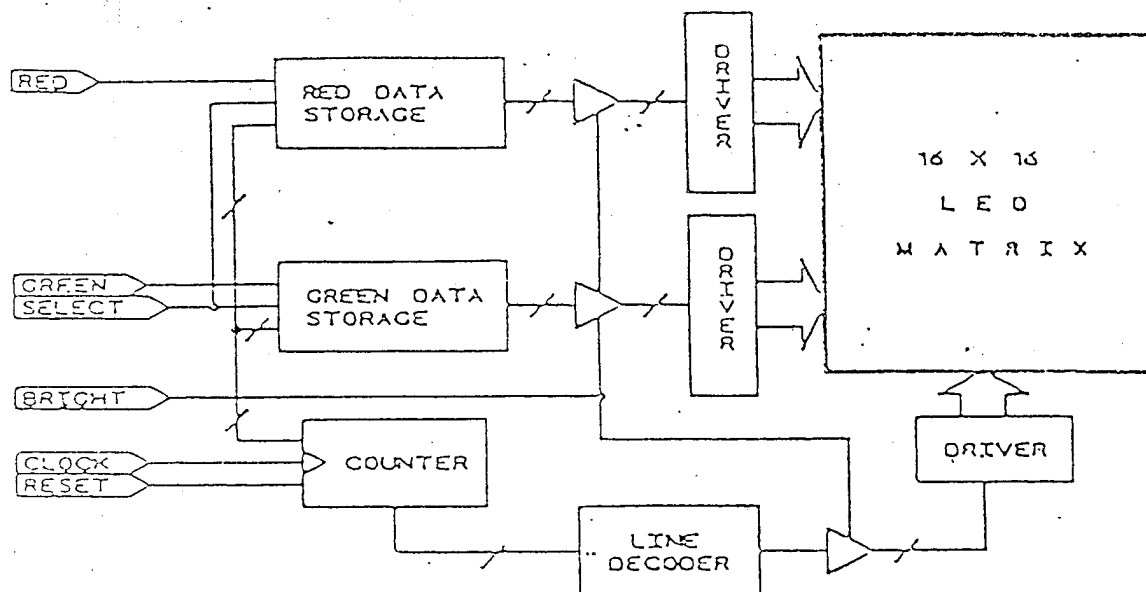 RED
RED DATA
STORAGE
DRIVER
16 X 16
LED
MATRIX
GREEN
SELECT
GREEN DATA
STORAGE
DRIVER
BRIGHT
CLOCK
RESET
COUNTER
DRIVER
LINE
DECODER